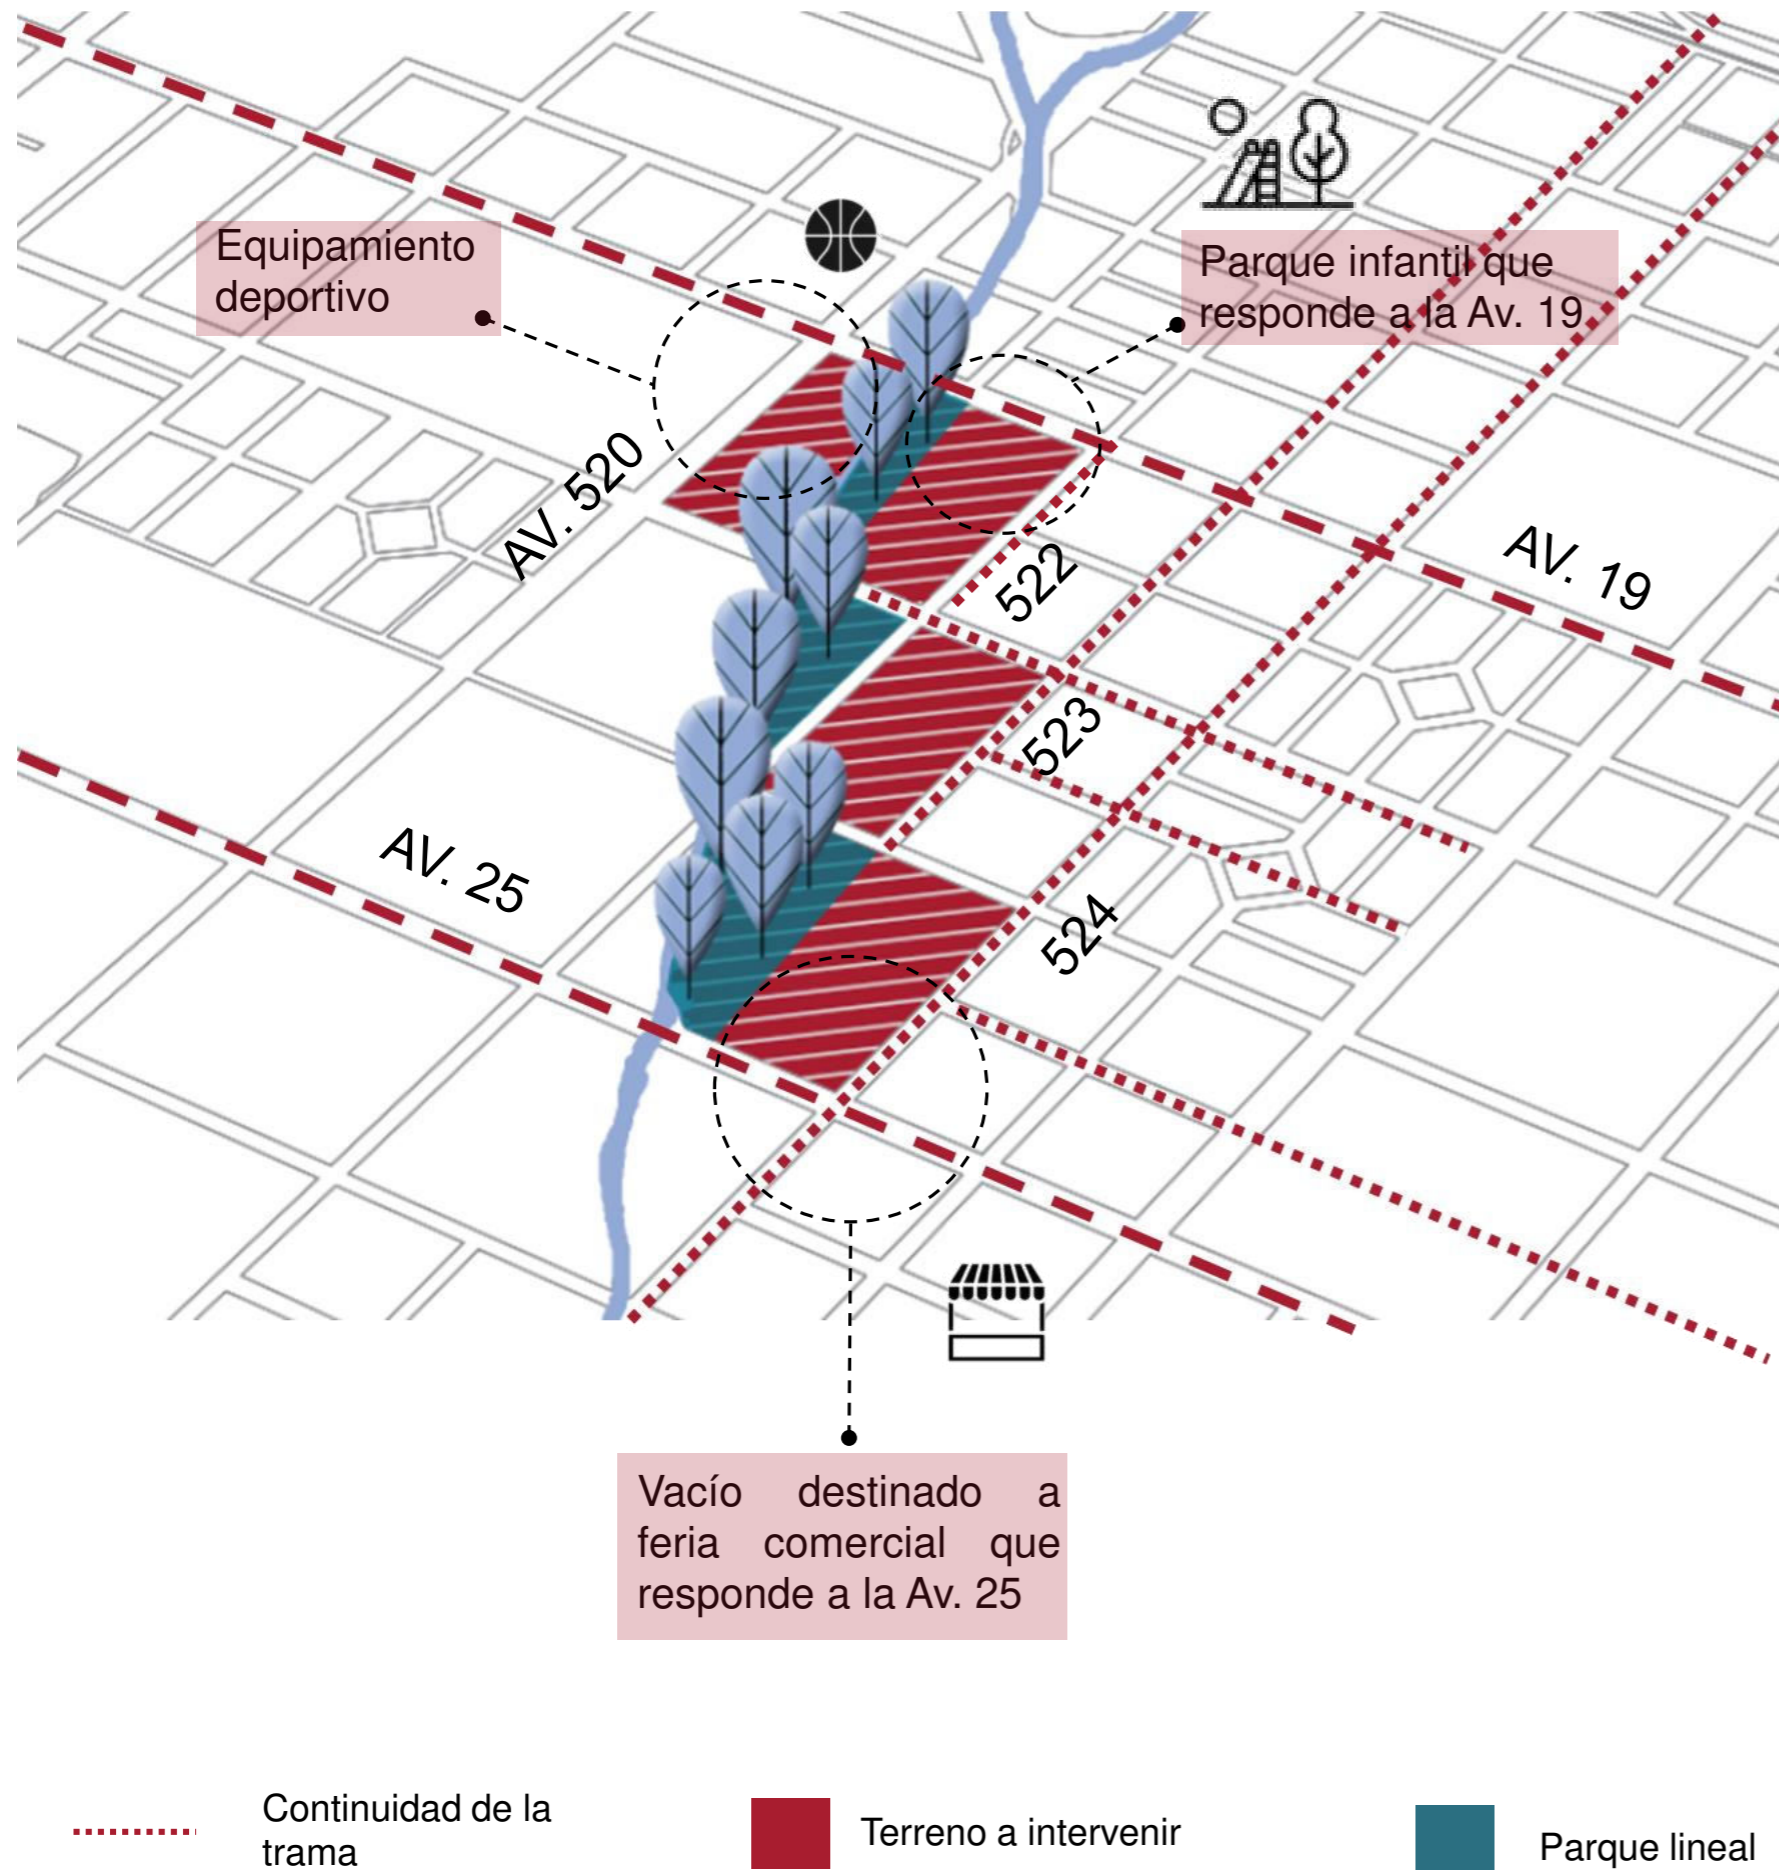 Equipamiento
deportivo
Parque infantil que
responde a la Av. 19
AV. 520
522
AV. 19
523
AV. 25
524
Vacío destinado a
feria comercial que
responde a la Av. 25
Continuidad de la
trama
Terreno a intervenir
Parque lineal